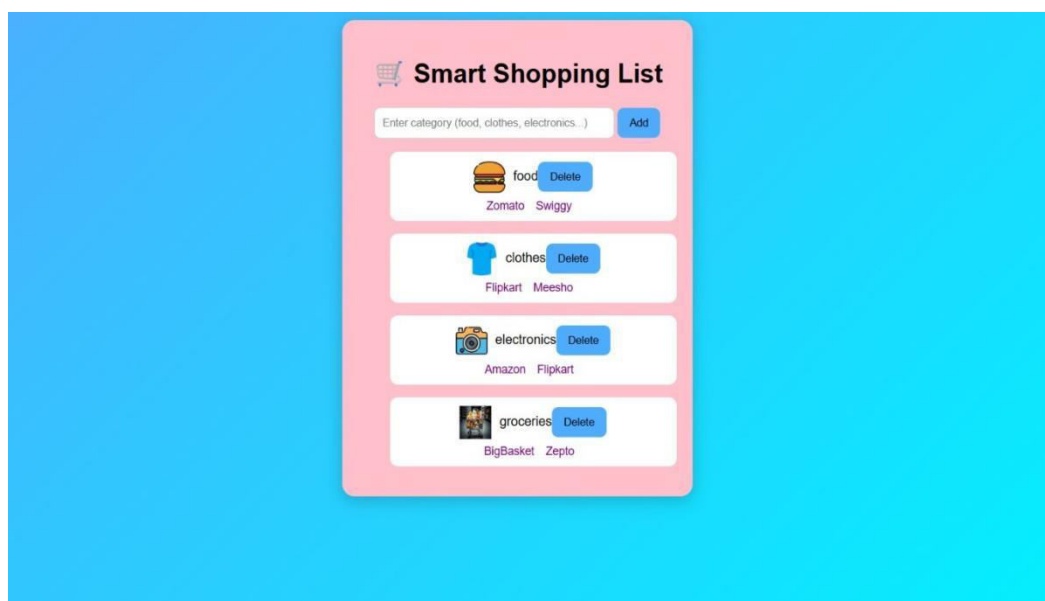 🛒 Smart Shopping List
Enter category (food, clothes, electronics...) Add
food Delete
Zomato Swiggy
clothes Delete
Flipkart Meesho
electronics Delete
Amazon Flipkart
groceries Delete
BigBasket Zepto